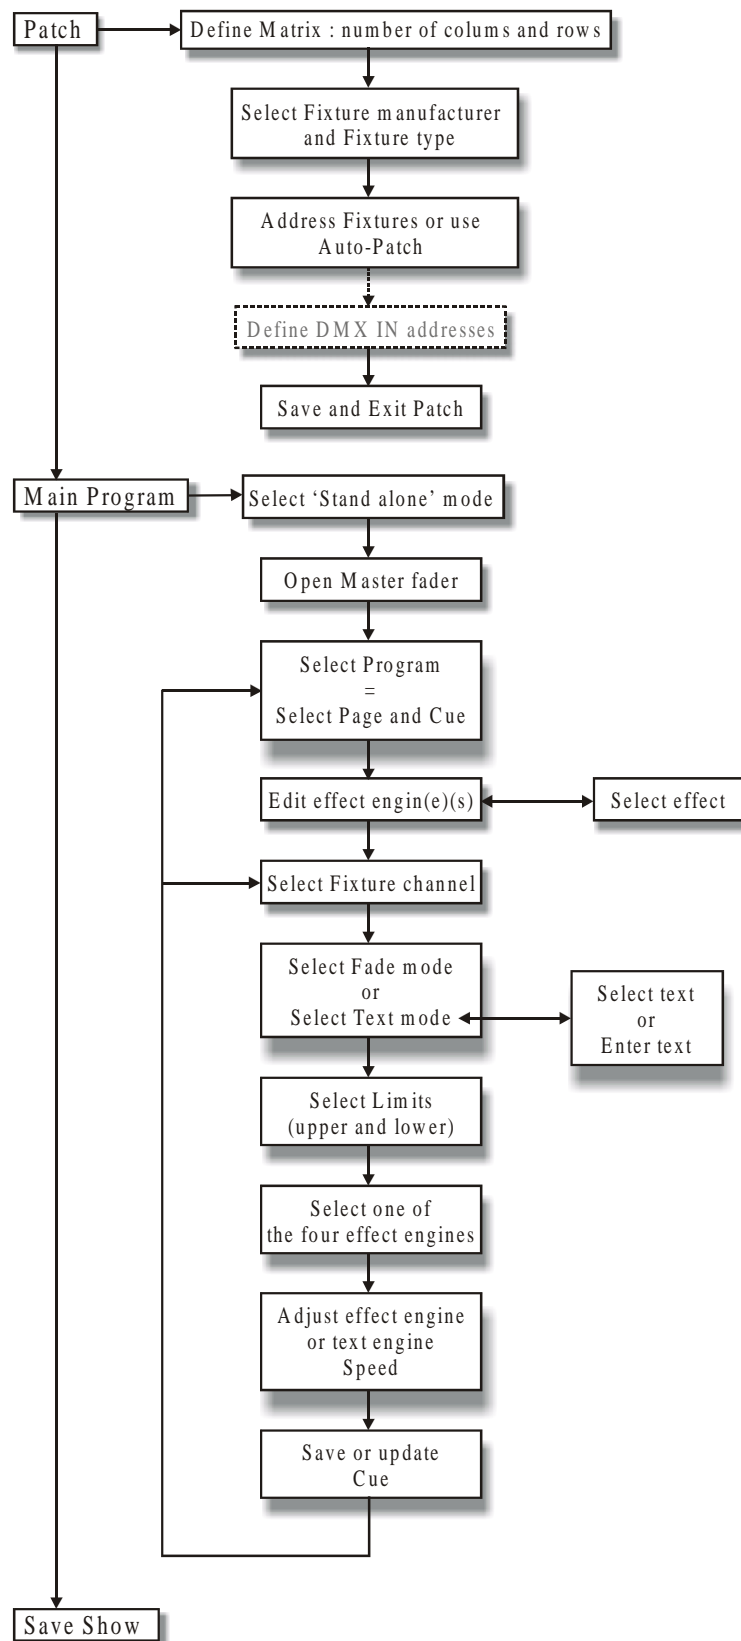 Patch
Define Matrix : number of colums and rows
Select Fixture manufacturer
and Fixture type
Address Fixtures or use
Auto-Patch
Define DMX IN addresses
Save and Exit Patch
Main Program
Select ‘Stand alone’ mode
Open Master fader
Select Program
=
Select Page and Cue
Edit effect engin(e)(s)
Select effect
Select Fixture channel
Select Fade mode
or
Select Text mode
Select text
or
Enter text
Select Limits
(upper and lower)
Select one of
the four effect engines
Adjust effect engine
or text engine
Speed
Save or update
Cue
Save Show